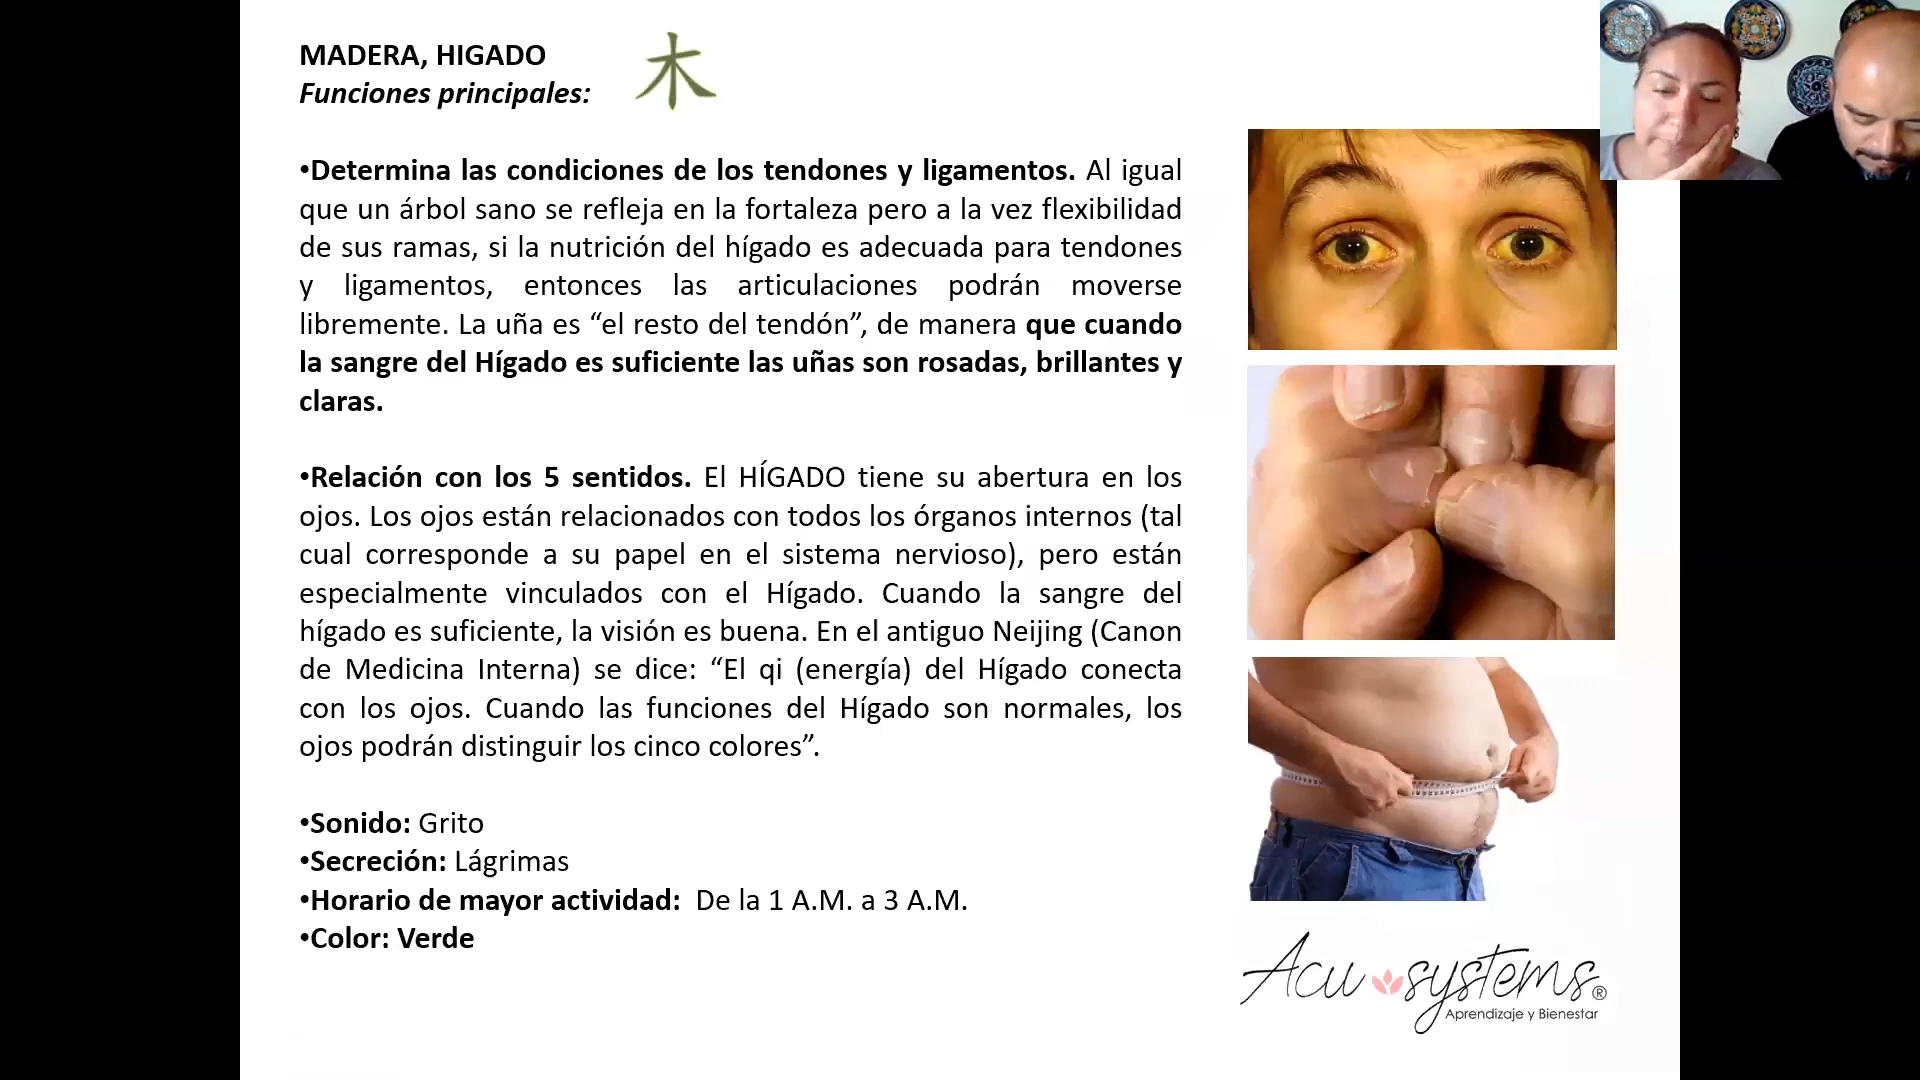 MADERA, HIGADO
木
Funciones principales:
•Determina las condiciones de los tendones y ligamentos. Al igual
que un árbol sano se refleja en la fortaleza pero a la vez flexibilidad
de sus ramas, si la nutrición del hígado es adecuada para tendones
y ligamentos, entonces las articulaciones podrán moverse
libremente. La uña es “el resto del tendón”, de manera que cuando
la sangre del Hígado es suficiente las uñas son rosadas, brillantes y
claras.
•Relación con los 5 sentidos. El HÍGADO tiene su abertura en los
ojos. Los ojos están relacionados con todos los órganos internos (tal
cual corresponde a su papel en el sistema nervioso), pero están
especialmente vinculados con el Hígado. Cuando la sangre del
hígado es suficiente, la visión es buena. En el antiguo Neijing (Canon
de Medicina Interna) se dice: “El qi (energía) del Hígado conecta
con los ojos. Cuando las funciones del Hígado son normales, los
ojos podrán distinguir los cinco colores”.
•Sonido: Grito
•Secreción: Lágrimas
•Horario de mayor actividad: De la 1 A.M. a 3 A.M.
•Color: Verde
Acu systems®
Aprendizaje y Bienestar